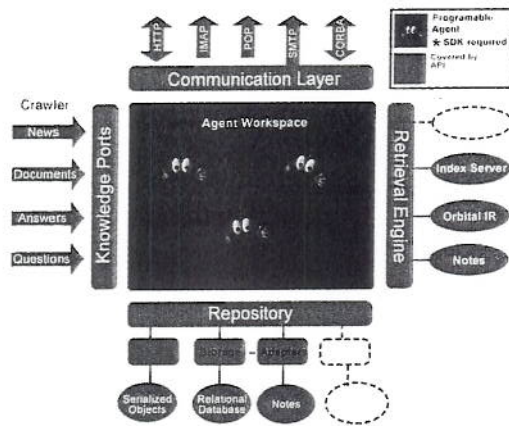 HTTP
IMAP
POP
SMTP
CORBA
Programable
Agent
* SDK required
Covered by
API
Communication Layer
Crawler
News
Documents
Answers
Questions
Knowledge Ports
Agent Workspace
Retrieval Engine
Index Server
Orbital IR
Notes
Repository
Storage - Adapters
Serialized
Objects
Relational
Database
Notes